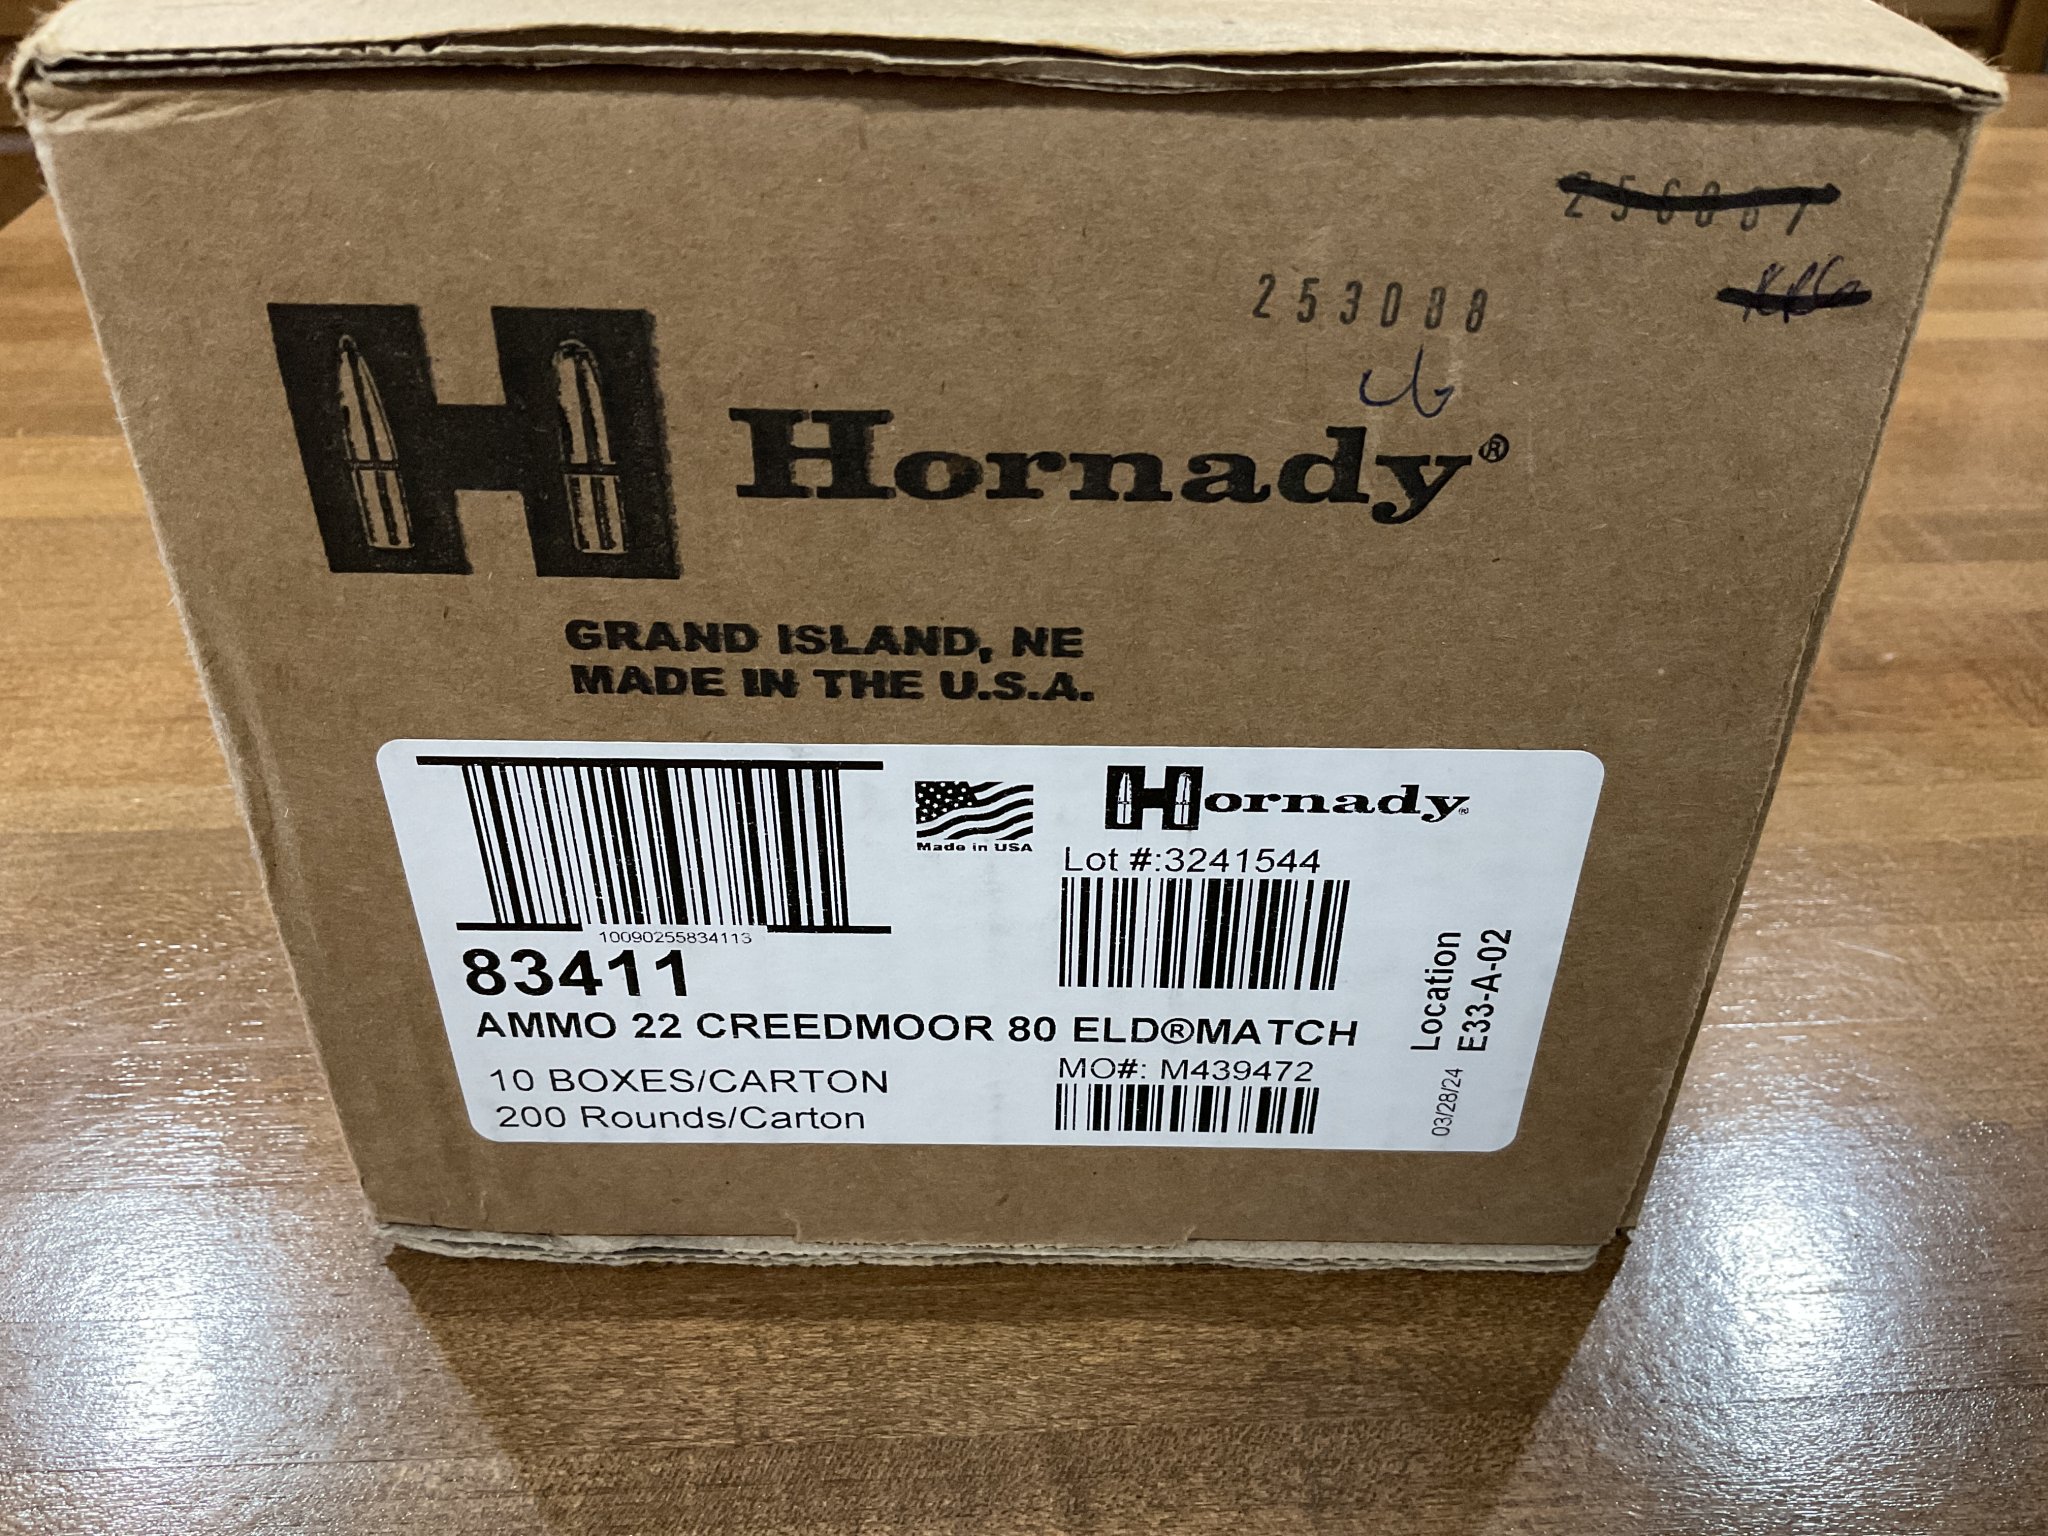 253088
Hornady®
GRAND ISLAND, NE
MADE IN THE U.S.A.
10090255834113
83411
Made in USA
Hornady®
Lot #:3241544
AMMO 22 CREEDMOOR 80 ELD®MATCH
10 BOXES/CARTON
200 Rounds/Carton
MO#: M439472
Location
E33-A-02
03/28/24